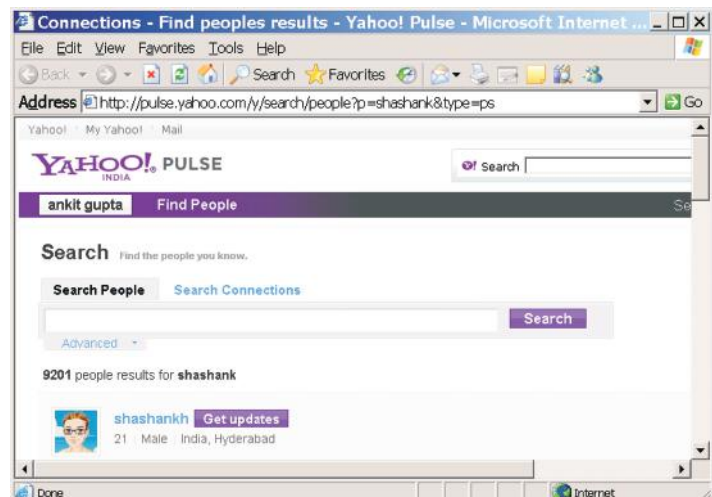 Connections - Find peoples results - Yahoo! Pulse - Microsoft Internet ...
File Edit View Favorites Tools Help
Back Search Favorites
Address http://pulse.yahoo.com/y/search/people?p=shashank&type=ps Go
Yahoo! My Yahoo! Mail
YAHOO! PULSE
INDIA
Y! Search
ankit gupta Find People Se
Search Find the people you know.
Search People Search Connections
Search
Advanced
9201 people results for shashank
shashankh Get updates
21 Male India, Hyderabad
Done Internet